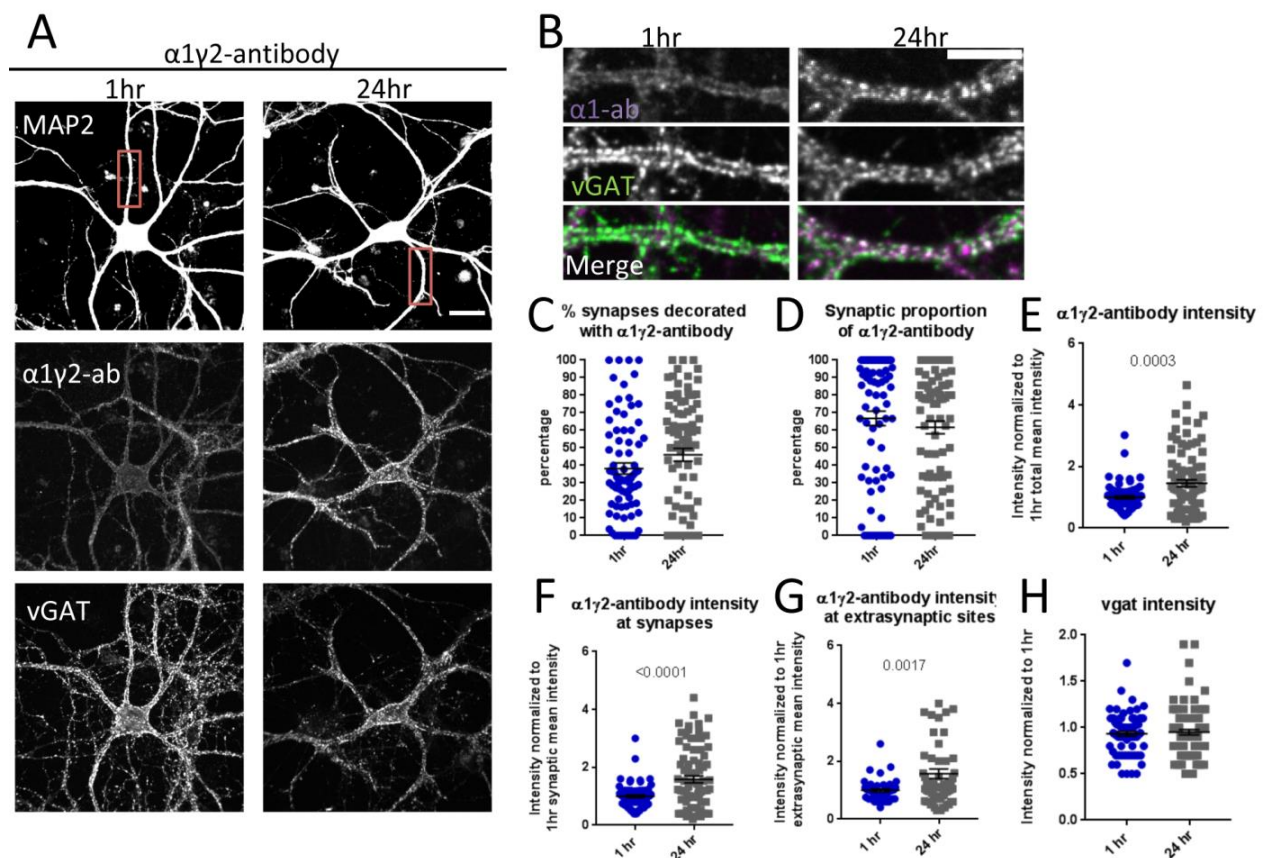 A
α1γ2-antibody
1hr
24hr
MAP2
α1γ2-ab
vGAT
B
1hr
24hr
α1-ab
vGAT
Merge
C
% synapses decorated
with α1γ2-antibody
percentage
100
90
80
70
60
50
40
30
20
10
0
1hr
24hr
D
Synaptic proportion
of α1γ2-antibody
percentage
100
90
80
70
60
50
40
30
20
10
0
1hr
24hr
E
α1γ2-antibody intensity
Intensity normalized to
1hr total mean intensitiy
6
4
2
0
0.0003
1 hr
24 hr
F
α1γ2-antibody intensity
at synapses
Intensity normalized to
1hr synaptic mean intensity
6
4
2
0
<0.0001
1 hr
24 hr
G
α1γ2-antibody intensity
at extrasynaptic sites
Intensity normalized to 1hr
extrasynaptic mean intensity
6
4
2
0
0.0017
1 hr
24 hr
H
vgat intensity
Intensity normalized to 1hr
2.0
1.5
1.0
0.5
0.0
1 hr
24 hr